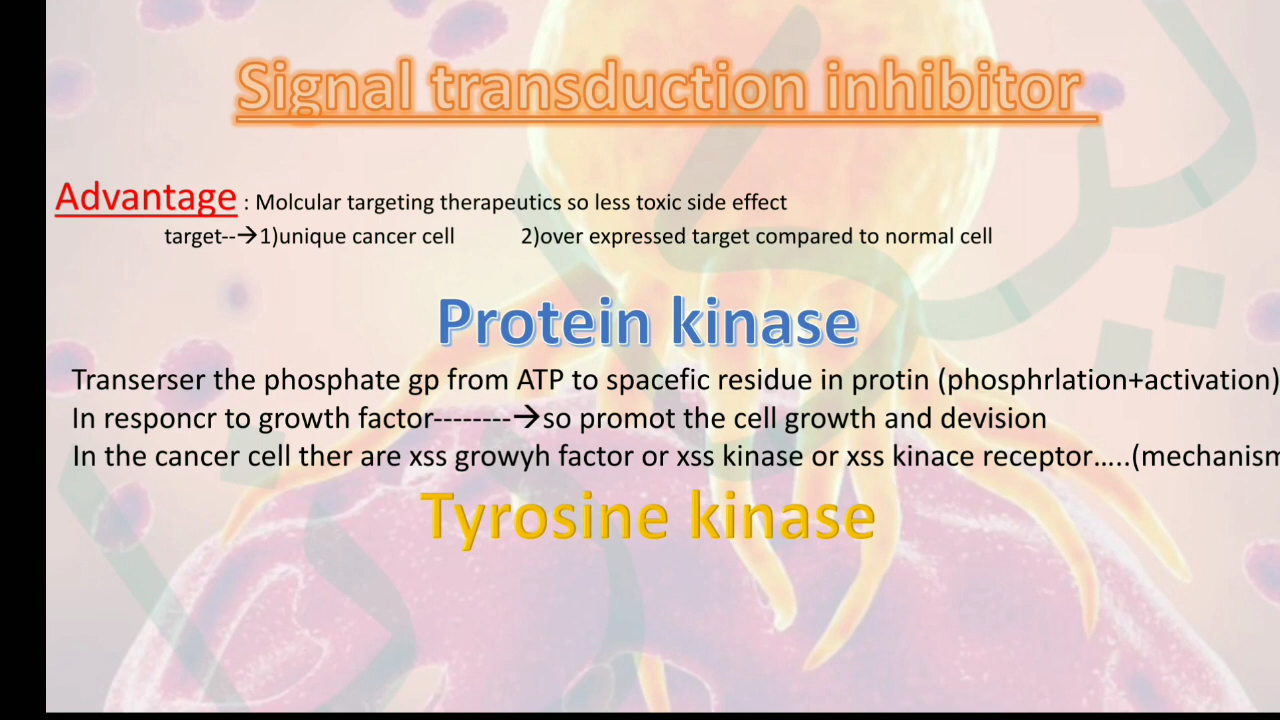 Signal transduction inhibitor
Advantage : Molcular targeting therapeutics so less toxic side effect
target--→1)unique cancer cell 2)over expressed target compared to normal cell
Protein kinase
Transerser the phosphate gp from ATP to spacefic residue in protin (phosphrlation+activation)
In responcr to growth factor--------→so promot the cell growth and devision
In the cancer cell ther are xss growyh factor or xss kinase or xss kinace receptor…..(mechanism
Tyrosine kinase